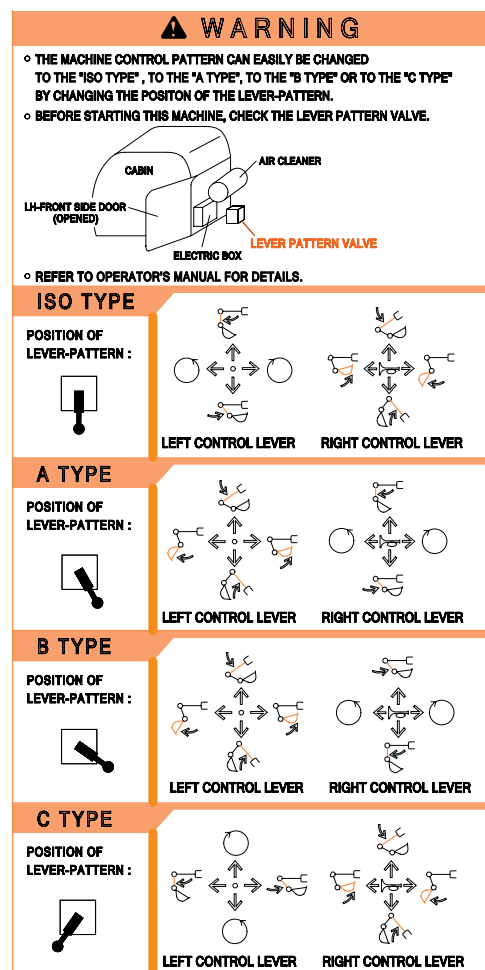 WARNING
THE MACHINE CONTROL PATTERN CAN EASILY BE CHANGED
TO THE "ISO TYPE" , TO THE "A TYPE", TO THE "B TYPE" OR TO THE "C TYPE"
BY CHANGING THE POSITON OF THE LEVER-PATTERN.
BEFORE STARTING THIS MACHINE, CHECK THE LEVER PATTERN VALVE.
AIR CLEANER
CABIN
LH-FRONT SIDE DOOR
(OPENED)
LEVER PATTERN VALVE
ELECTRIC BOX
REFER TO OPERATOR'S MANUAL FOR DETAILS.
ISO TYPE
POSITION OF
LEVER-PATTERN :
LEFT CONTROL LEVER
RIGHT CONTROL LEVER
A TYPE
POSITION OF
LEVER-PATTERN :
LEFT CONTROL LEVER
RIGHT CONTROL LEVER
B TYPE
POSITION OF
LEVER-PATTERN :
LEFT CONTROL LEVER
RIGHT CONTROL LEVER
C TYPE
POSITION OF
LEVER-PATTERN :
LEFT CONTROL LEVER
RIGHT CONTROL LEVER